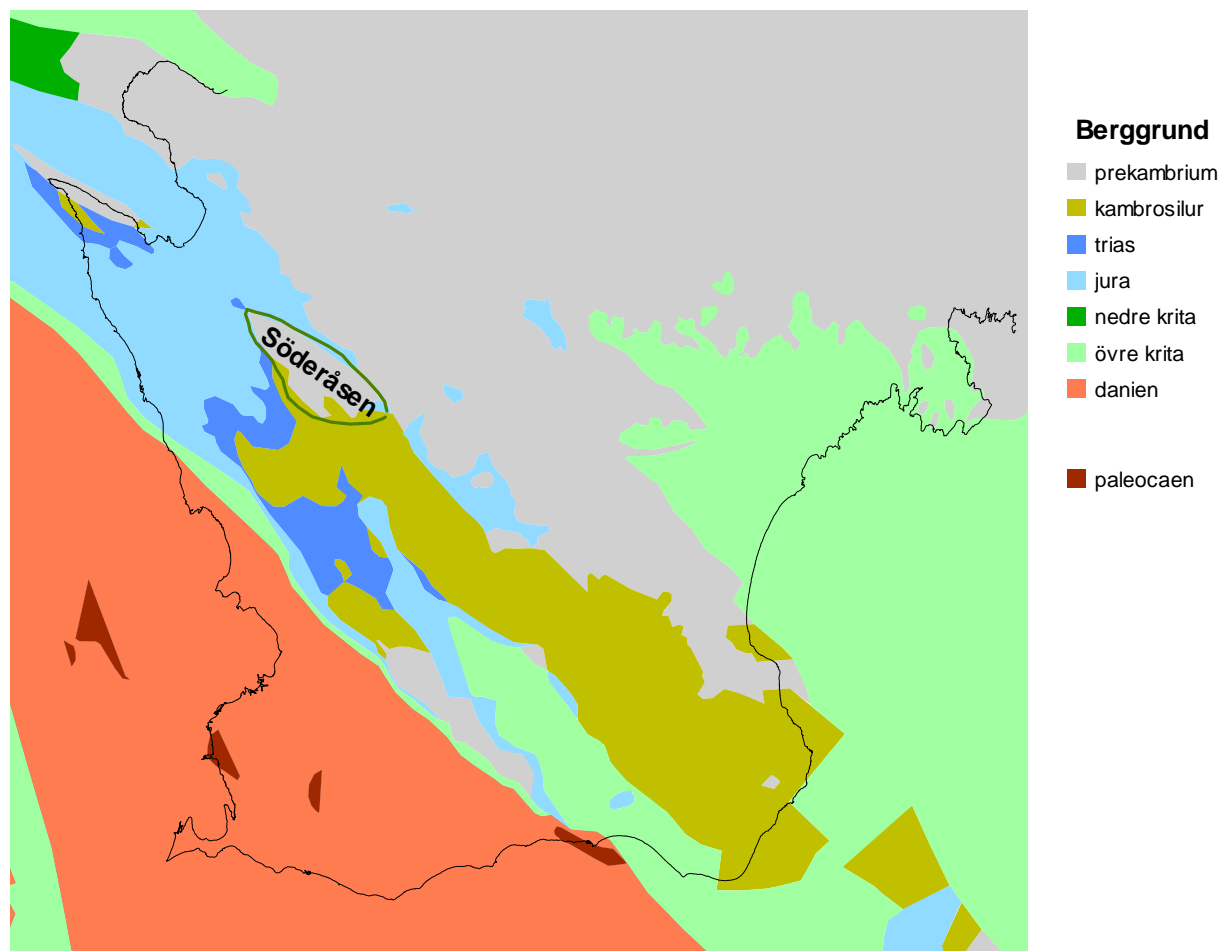 Söderåsen
Berggrund
prekambrium
kambrosilur
trias
jura
nedre krita
övre krita
danien
paleocaen